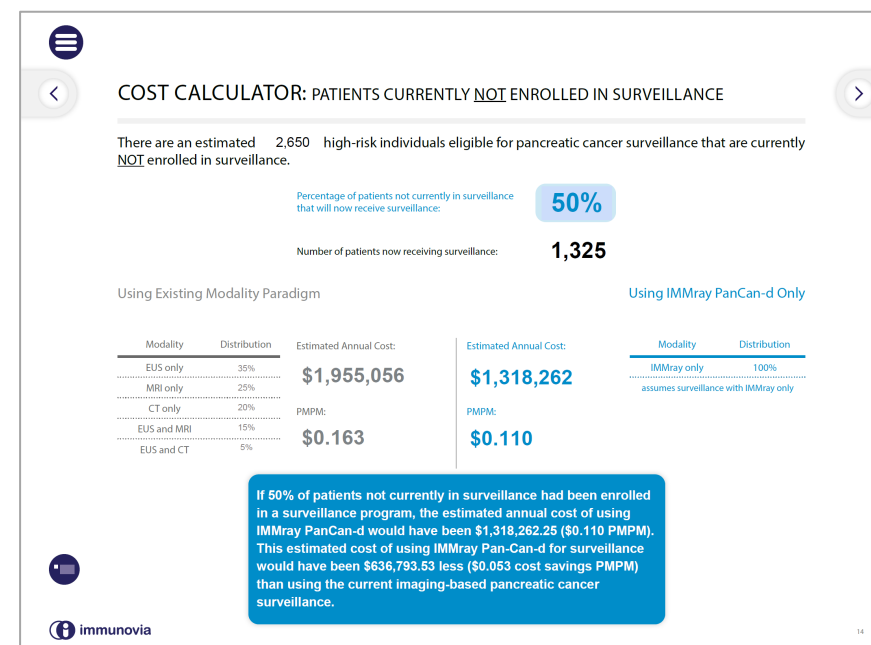 COST CALCULATOR: PATIENTS CURRENTLY NOT ENROLLED IN SURVEILLANCE
There are an estimated 2,650 high-risk individuals eligible for pancreatic cancer surveillance that are currently
NOT enrolled in surveillance.
Percentage of patients not currently in surveillance
that will now receive surveillance:
50%
Number of patients now receiving surveillance:
1,325
Using Existing Modality Paradigm
Modality Distribution
EUS only 35%
MRI only 25%
CT only 20%
EUS and MRI 15%
EUS and CT 5%
Estimated Annual Cost:
$1,955,056
PMPM:
$0.163
Using IMMray PanCan-d Only
Estimated Annual Cost:
$1,318,262
PMPM:
$0.110
Modality Distribution
IMMray only 100%
assumes surveillance with IMMray only
If 50% of patients not currently in surveillance had been enrolled
in a surveillance program, the estimated annual cost of using
IMMray PanCan-d would have been $1,318,262.25 ($0.110 PMPM).
This estimated cost of using IMMray Pan-Can-d for surveillance
would have been $636,793.53 less ($0.053 cost savings PMPM)
than using the current imaging-based pancreatic cancer
surveillance.
immunovia
14